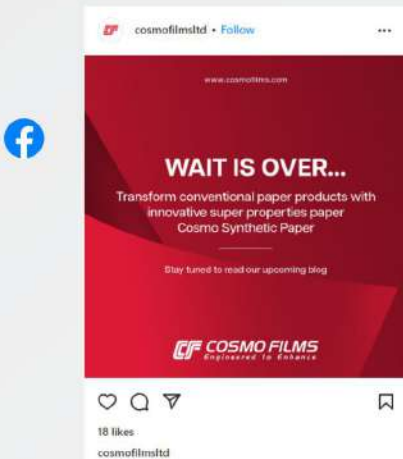 cosmofilmsltd • Follow
www.cosmofilms.com
WAIT IS OVER...
Transform conventional paper products with
innovative super properties paper
Cosmo Synthetic Paper
Stay tuned to read our upcoming blog
CF COSMO FILMS
Engineered to Enhance
18 likes
cosmofilmsltd